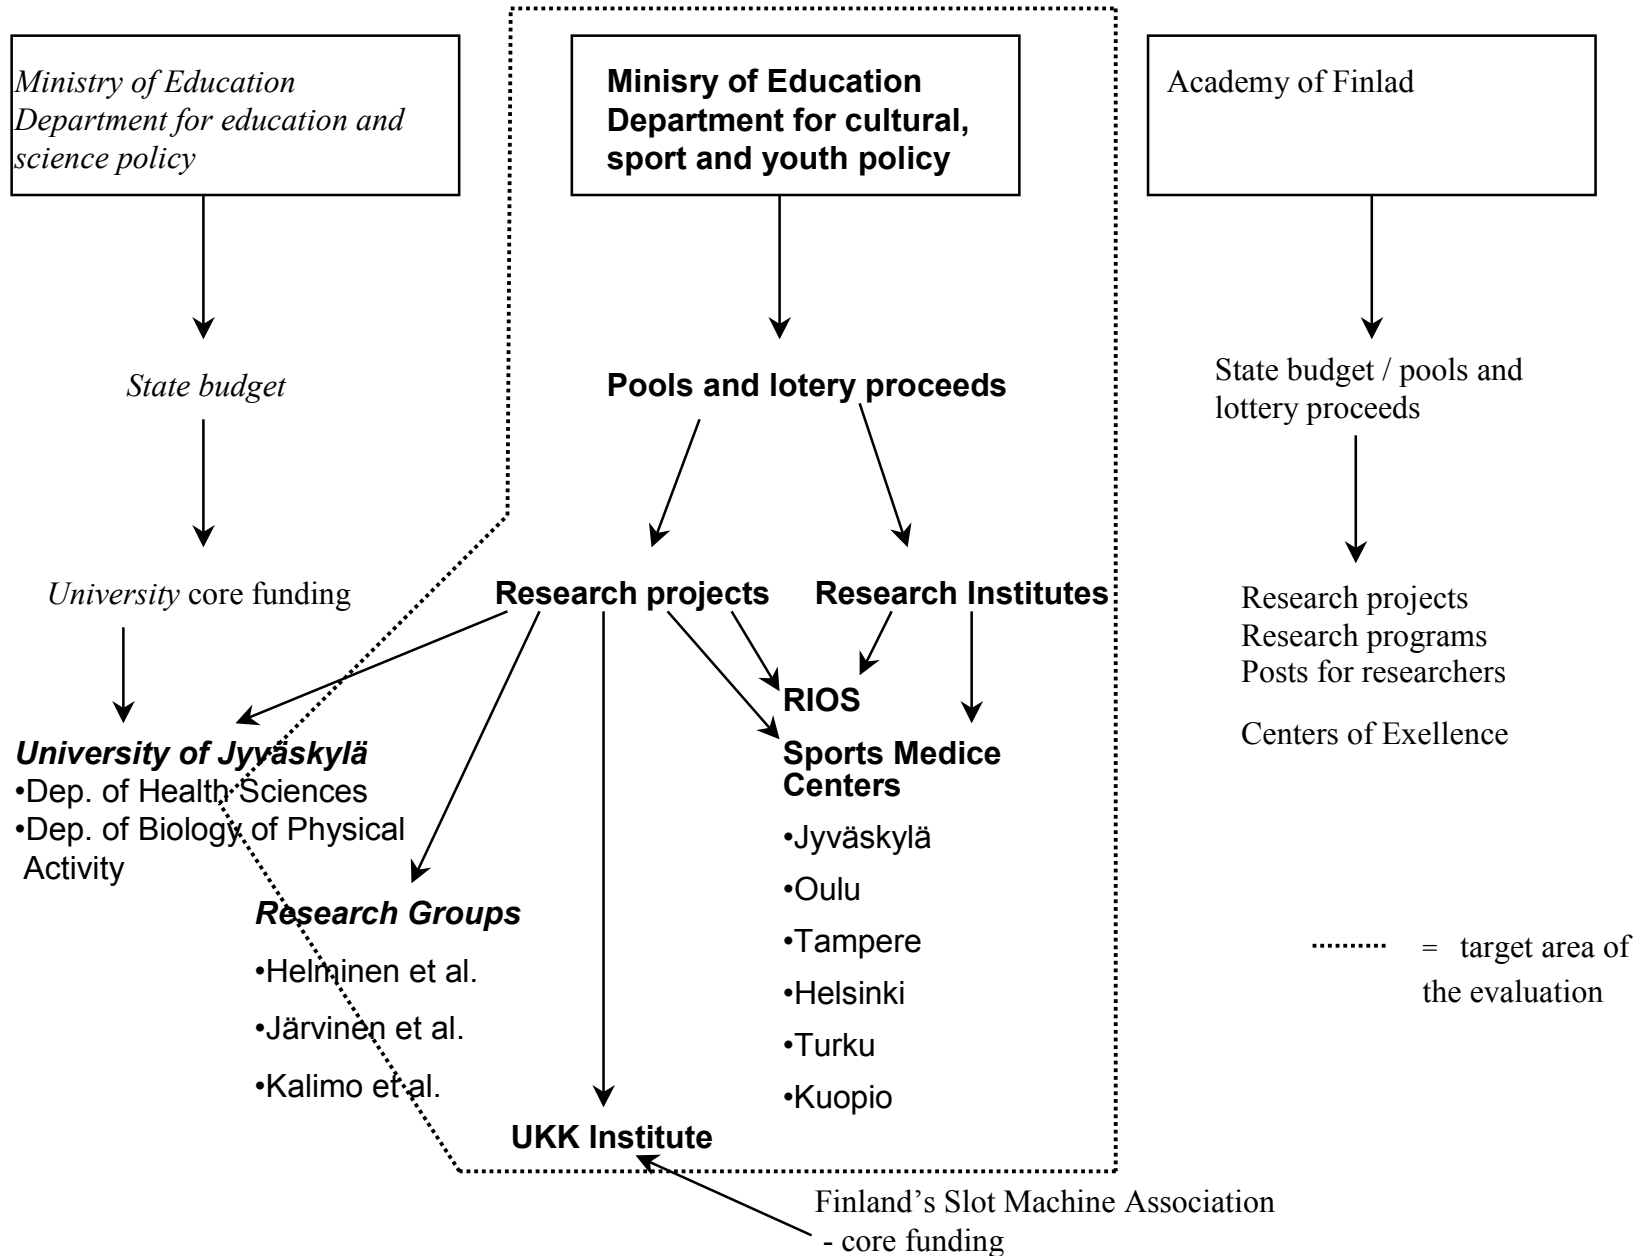 Ministry of Education
Department for education and
science policy
Minisry of Education
Department for cultural,
sport and youth policy
Academy of Finlad
State budget
Pools and lotery proceeds
State budget / pools and
lottery proceeds
University core funding
Research projects
Research Institutes
Research projects
Research programs
Posts for researchers
Centers of Exellence
RIOS
University of Jyväskylä
•Dep. of Health Sciences
•Dep. of Biology of Physical
Activity
Sports Medice
Centers
•Jyväskylä
•Oulu
•Tampere
•Helsinki
•Turku
•Kuopio
Research Groups
•Helminen et al.
•Järvinen et al.
•Kalimo et al.
= target area of
the evaluation
UKK Institute
Finland’s Slot Machine Association
- core funding